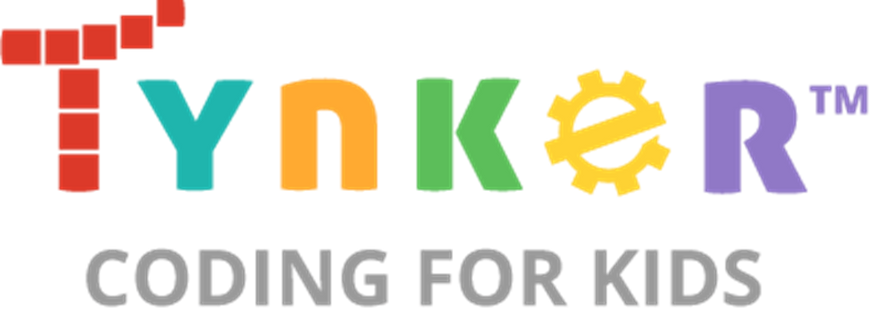 TYNKER™
CODING FOR KIDS